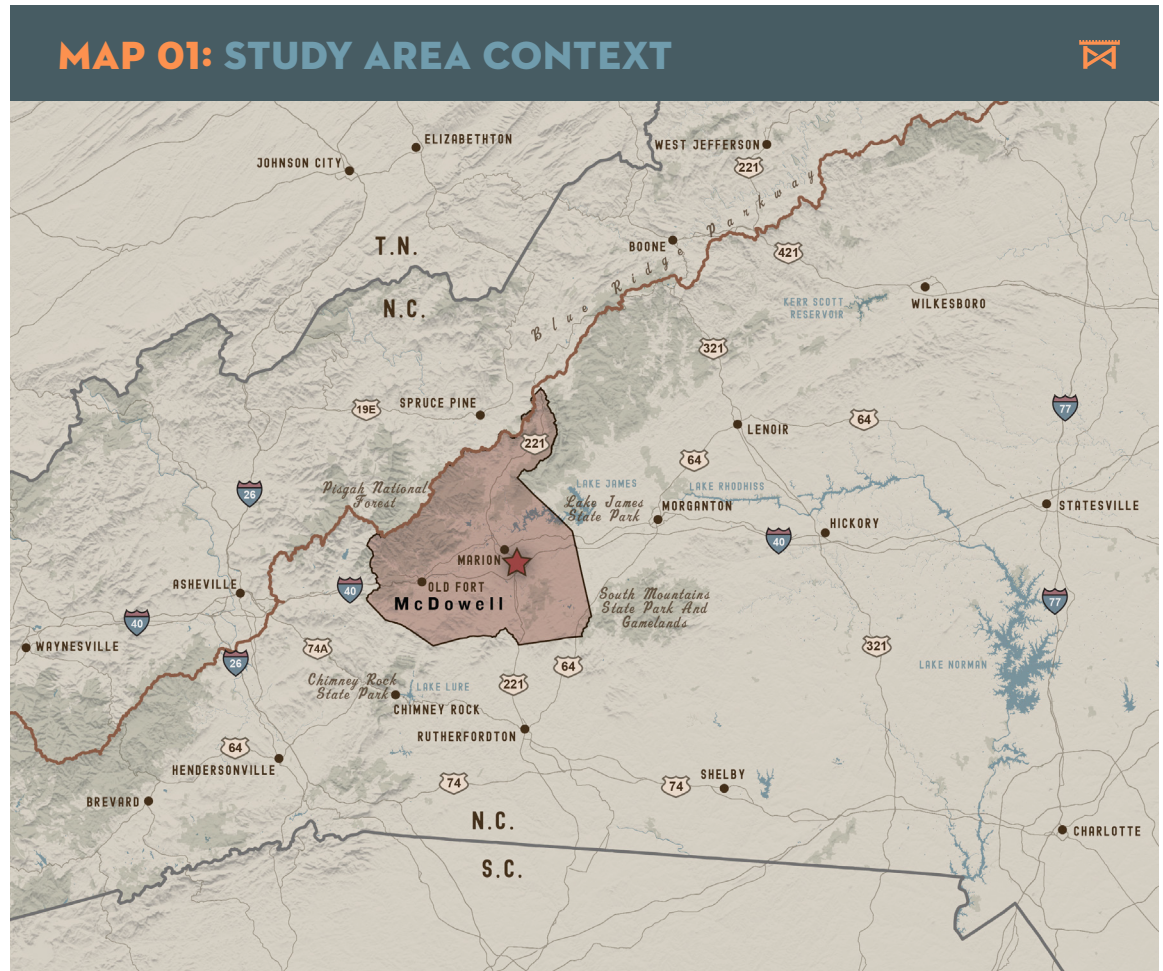 MAP 01: STUDY AREA CONTEXT
ELIZABETHTON
JOHNSON CITY
WEST JEFFERSON
221
Blue Ridge Parkway
T.N.
BOONE
421
N.C.
KERR SCOTT
RESERVOIR
WILKESBORO
321
19E
SPRUCE PINE
77
64
LENOIR
221
64
26
Pisgah National
Forest
LAKE JAMES
LAKE RHODHISS
Lake James
State Park
MORGANTON
STATESVILLE
HICKORY
40
MARION
ASHEVILLE
40
OLD FORT
McDowell
South Mountains
State Park And
Gamelands
77
40
WAYNESVILLE
74A
321
26
64
LAKE NORMAN
Chimney Rock
State Park
LAKE LURE
221
CHIMNEY ROCK
RUTHERFORDTON
64
HENDERSONVILLE
74
74
SHELBY
BREVARD
N.C.
CHARLOTTE
S.C.